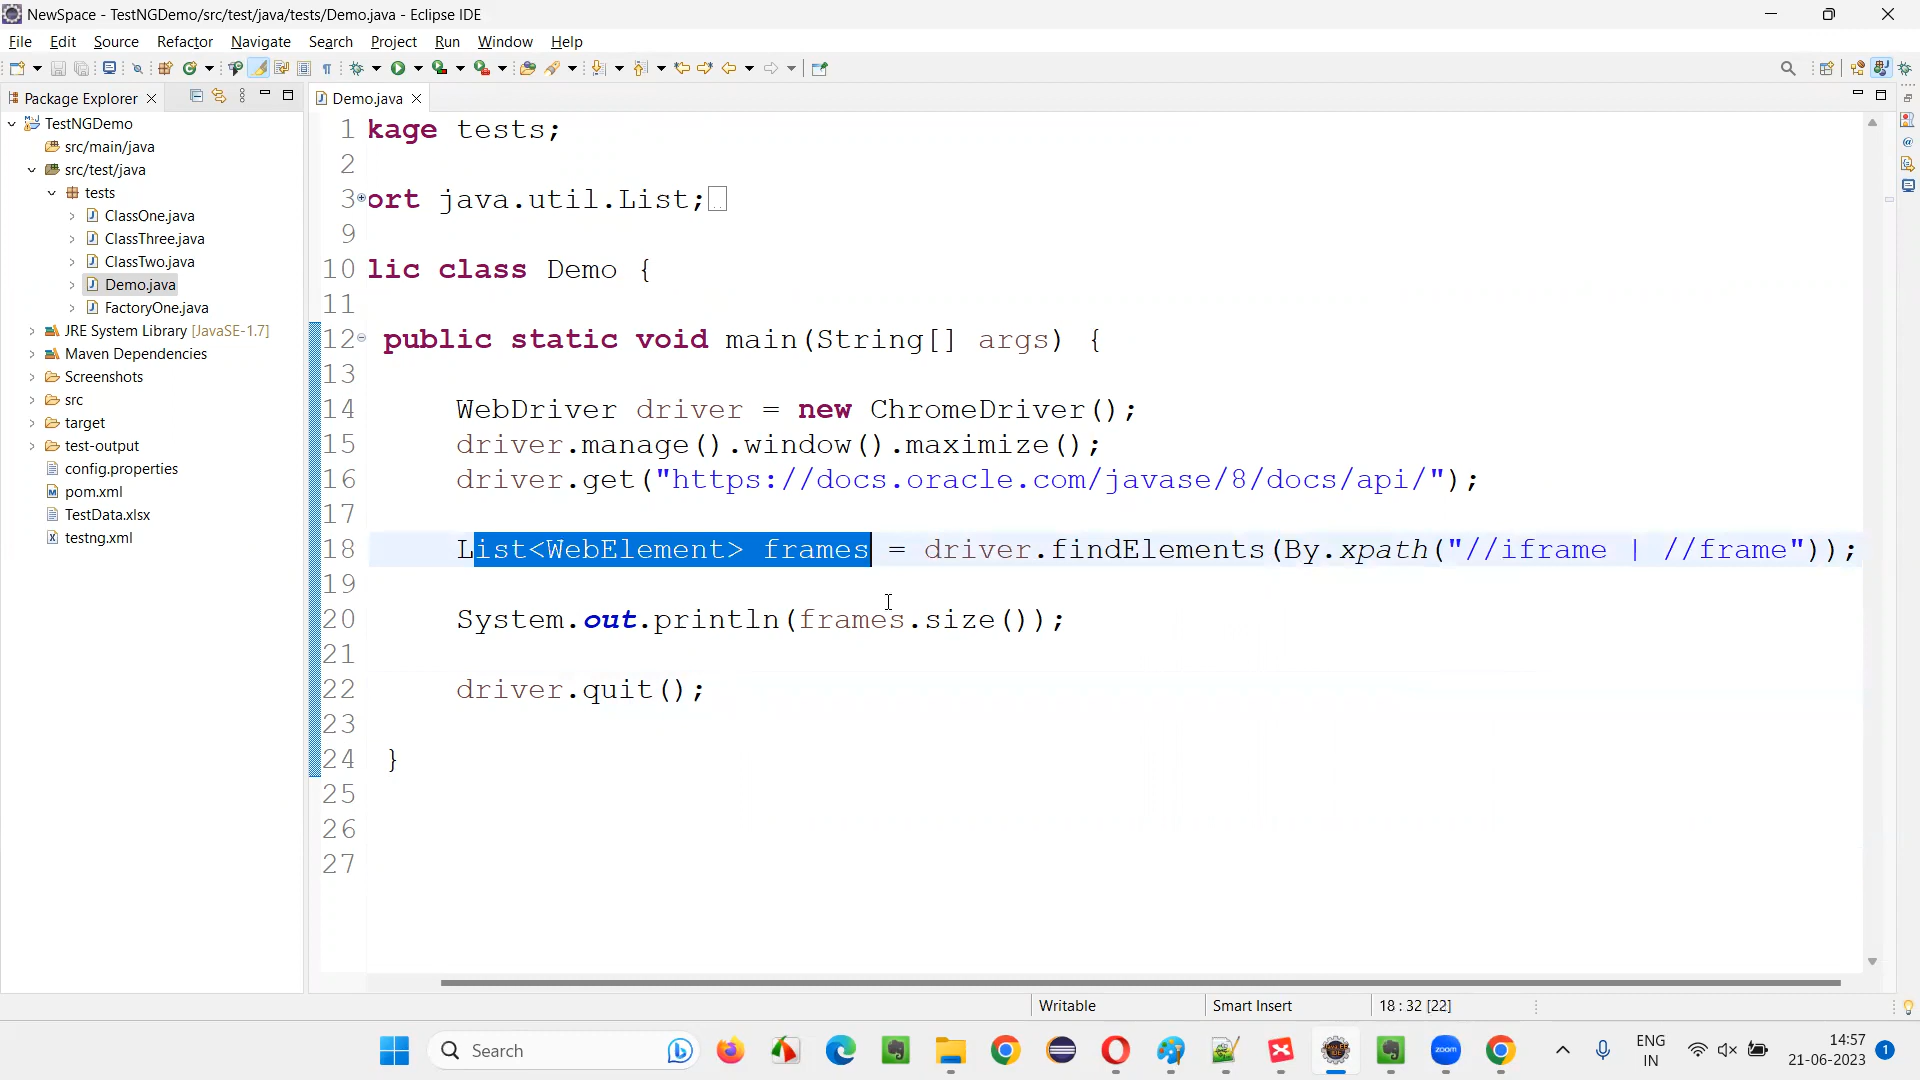 NewSpace - TestNGDemo/src/test/java/tests/Demo.java - Eclipse IDE
File Edit Source Refactor Navigate Search Project Run Window Help
Package Explorer
Demo.java
TestNGDemo
src/main/java
src/test/java
tests
ClassOne.java
ClassThree.java
ClassTwo.java
Demo.java
FactoryOne.java
JRE System Library [JavaSE-1.7]
Maven Dependencies
Screenshots
src
target
test-output
config.properties
pom.xml
TestData.xlsx
testng.xml
1 kage tests;
2
3 ort java.util.List;
9
10 lic class Demo {
11
12 public static void main(String[] args) {
13
14 WebDriver driver = new ChromeDriver();
15 driver.manage().window().maximize();
16 driver.get("https://docs.oracle.com/javase/8/docs/api/");
17
18 List<WebElement> frames = driver.findElements(By.xpath("//iframe | //frame"));
19
20 System.out.println(frames.size());
21
22 driver.quit();
23
24 }
25
26
27
Writable Smart Insert 18 : 32 [22]
Search
zoom
ENG
IN
14:57
21-06-2023
1